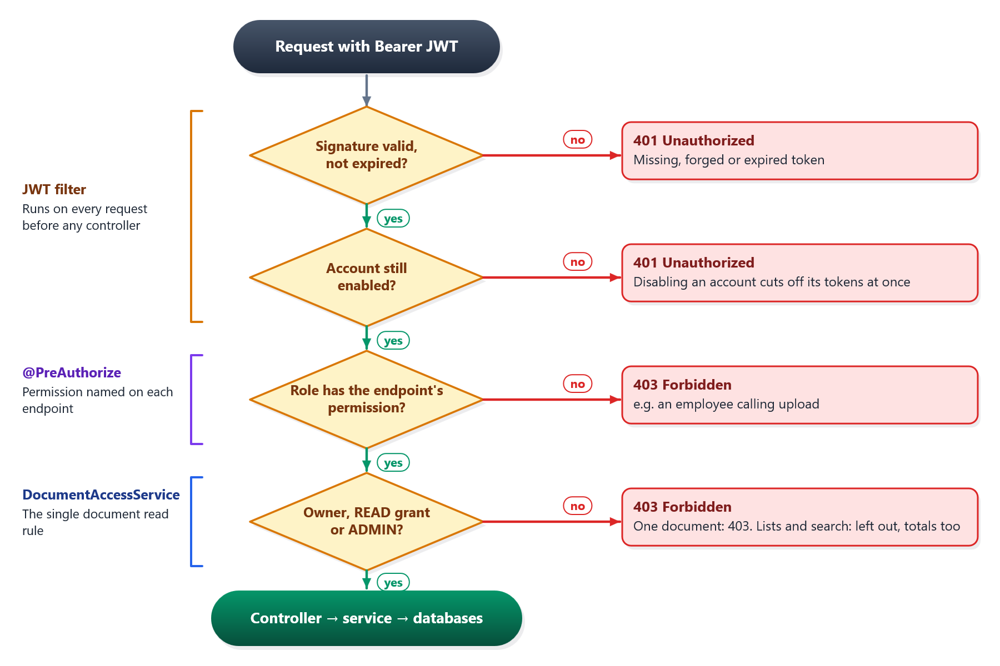 Request with Bearer JWT
Signature valid,
not expired?
no
401 Unauthorized
Missing, forged or expired token
JWT filter
Runs on every request
before any controller
yes
Account still
enabled?
no
401 Unauthorized
Disabling an account cuts off its tokens at once
yes
@PreAuthorize
Permission named on each
endpoint
Role has the endpoint's
permission?
no
403 Forbidden
e.g. an employee calling upload
yes
DocumentAccessService
The single document read
rule
Owner, READ grant
or ADMIN?
no
403 Forbidden
One document: 403. Lists and search: left out, totals too
yes
Controller → service → databases